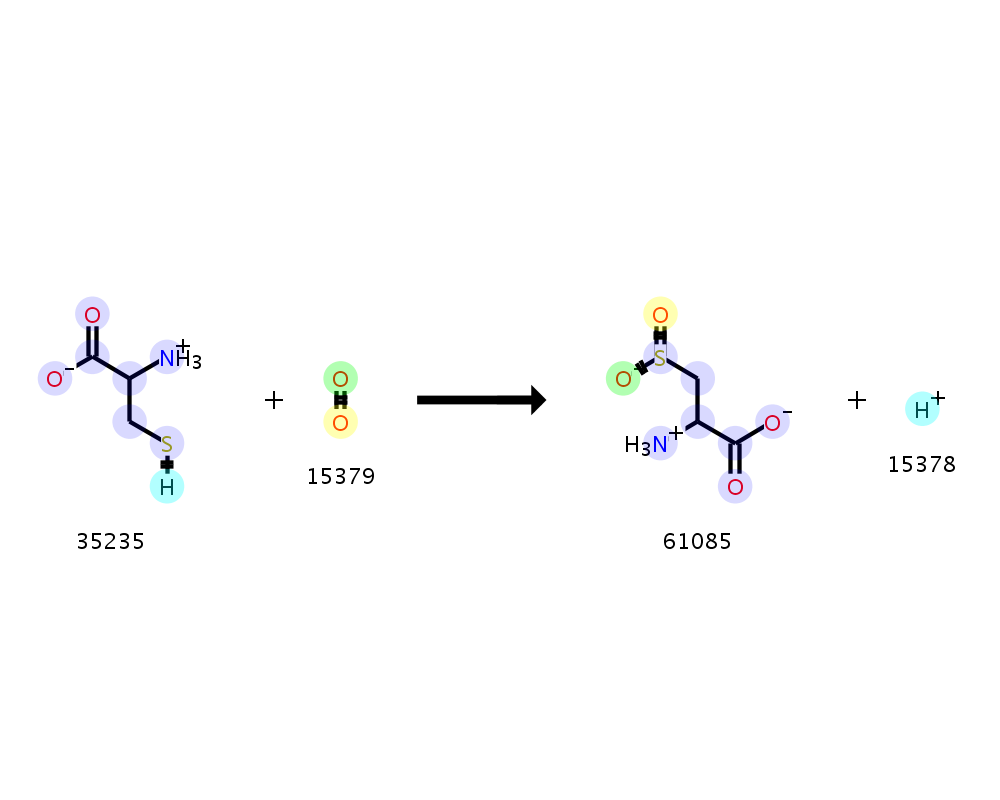 O
O-
NH3+
S
H
35235
+
O
O
15379
O
O-
S
H3N+
O-
O
61085
+
H+
15378